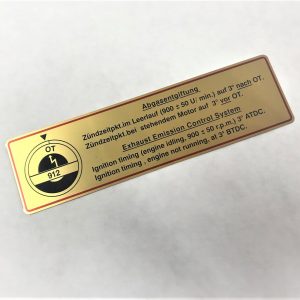 OT
912
Abgasentgiftung
Zündzeitpkt.im Leerlauf (900 ± 50 U: min.) auf 3° nach OT.
Zündzeitpkt.bei stehendem Motor auf 3° vor OT.
Exhaust Emission Control System
Ignition timing (engine idling, 900 ± 50 r.p.m.) 3° ATDC.
Ignition timing, engine not running, at 3° BTDC.